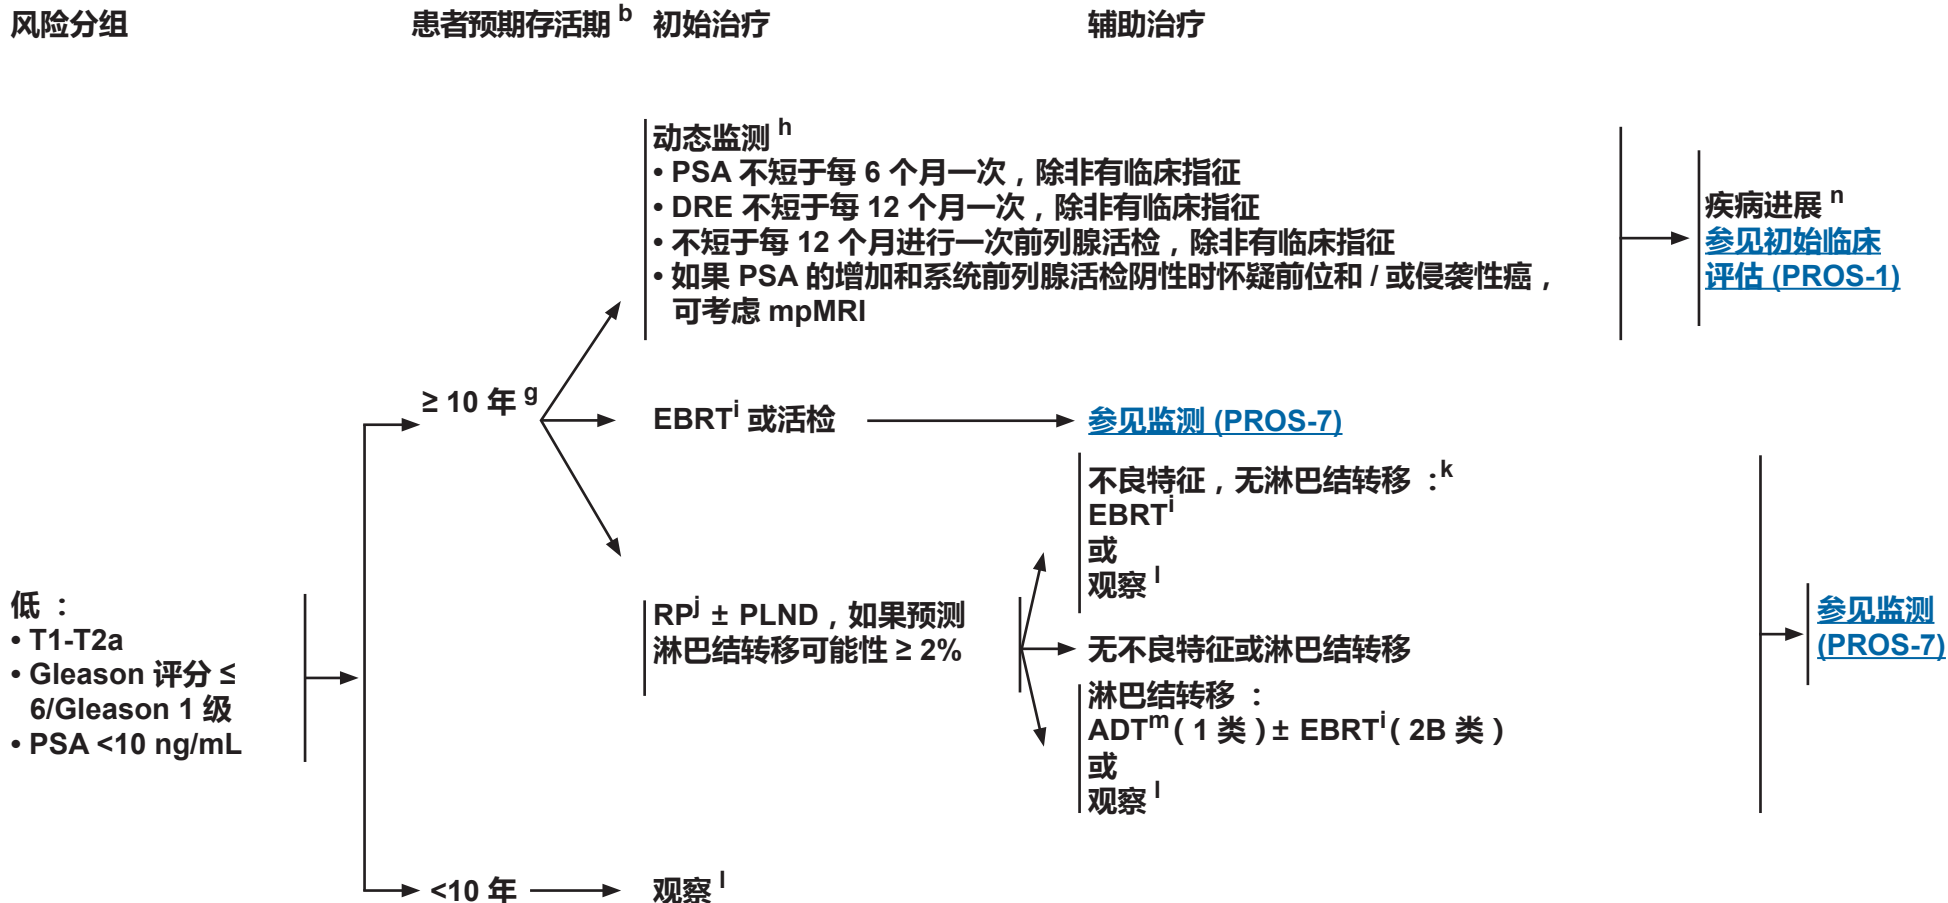 风险分组
患者预期存活期 b
初始治疗
辅助治疗
动态监测 h
• PSA 不短于每 6 个月一次，除非有临床指征
• DRE 不短于每 12 个月一次，除非有临床指征
• 不短于每 12 个月进行一次前列腺活检，除非有临床指征
• 如果 PSA 的增加和系统前列腺活检阴性时怀疑前位和 / 或侵袭性癌，
可考虑 mpMRI
疾病进展 n
参见初始临床
评估 (PROS-1)
≥ 10 年 g
EBRTi 或活检
参见监测 (PROS-7)
不良特征，无淋巴结转移 ：k
EBRTi
或
观察 l
低 ：
• T1-T2a
• Gleason 评分 ≤
6/Gleason 1 级
• PSA <10 ng/mL
RPj ± PLND，如果预测
淋巴结转移可能性 ≥ 2%
无不良特征或淋巴结转移
淋巴结转移 ：
ADTm ( 1 类 ) ± EBRTi ( 2B 类 )
或
观察 l
参见监测
(PROS-7)
<10 年
观察 l